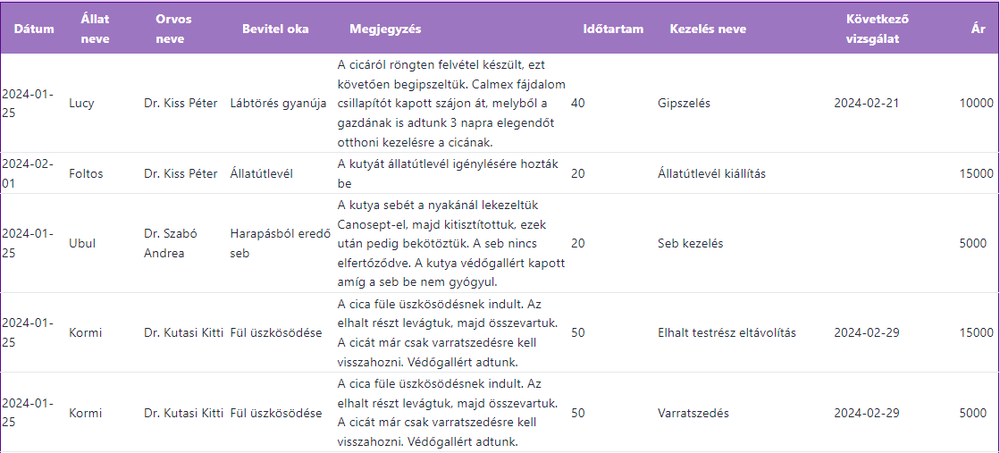 Dátum Állat neve Orvos neve Bevitel oka Megjegyzés Időtartam Kezelés neve Következő vizsgálat Ár
2024-01-25 Lucy Dr. Kiss Péter Lábtörés gyanúja
A cicáról röngten felvétel készült, ezt
követően begipszeltük. Calmex fájdalom
csillapítót kapott szájon át, melyből a
gazdának is adtunk 3 napra elegendőt
otthoni kezelésre a cicának.
40 Gipszelés 2024-02-21 10000
2024-02-01 Foltos Dr. Kiss Péter Állatútlevél
A kutyát állatútlevél igénylésére hozták
be
20 Állatútlevél kiállítás 15000
2024-01-25 Ubul Dr. Szabó Andrea Harapásból eredő seb
A kutya sebét a nyakánál lekezeltük
Canosept-el, majd kitisztítottuk, ezek
után pedig bekötöztük. A seb nincs
elfertőződve. A kutya védőgallért kapott
amíg a seb be nem gyógyul.
20 Seb kezelés 5000
2024-01-25 Kormi Dr. Kutasi Kitti Fül üszkösödése
A cica füle üszkösödésnek indult. Az
elhalt részt levágtuk, majd összevartuk.
A cicát már csak varratszedésre kell
visszahozni. Védőgallért adtunk.
50 Elhalt testrész eltávolítás 2024-02-29 15000
2024-01-25 Kormi Dr. Kutasi Kitti Fül üszkösödése
A cica füle üszkösödésnek indult. Az
elhalt részt levágtuk, majd összevartuk.
A cicát már csak varratszedésre kell
visszahozni. Védőgallért adtunk.
50 Varratszedés 2024-02-29 5000